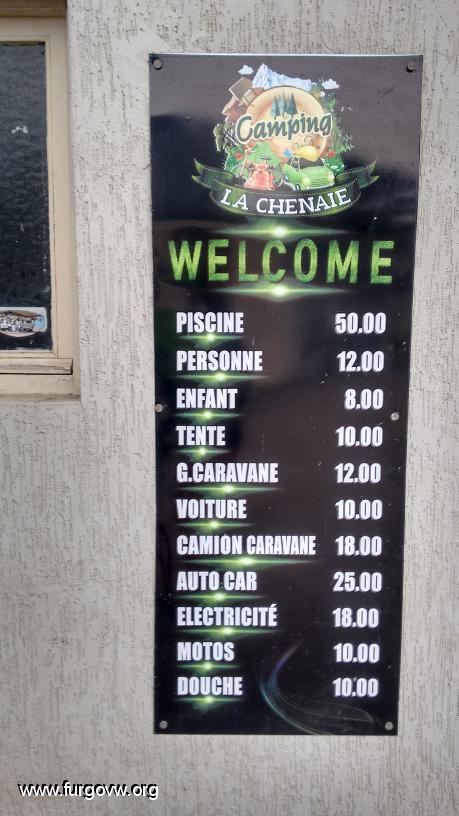 Camping
LA CHENAIE
WELCOME
PISCINE 50.00
PERSONNE 12.00
ENFANT 8.00
TENTE 10.00
G.CARAVANE 12.00
VOITURE 10.00
CAMION CARAVANE 18.00
AUTO CAR 25.00
ELECTRICITÉ 18.00
MOTOS 10.00
DOUCHE 10.00
www.furgovw.org